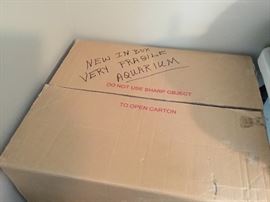 NEW IN BOX
VERY FRAGILE
AQUARIUM
DO NOT USE SHARP OBJECT
TO OPEN CARTON